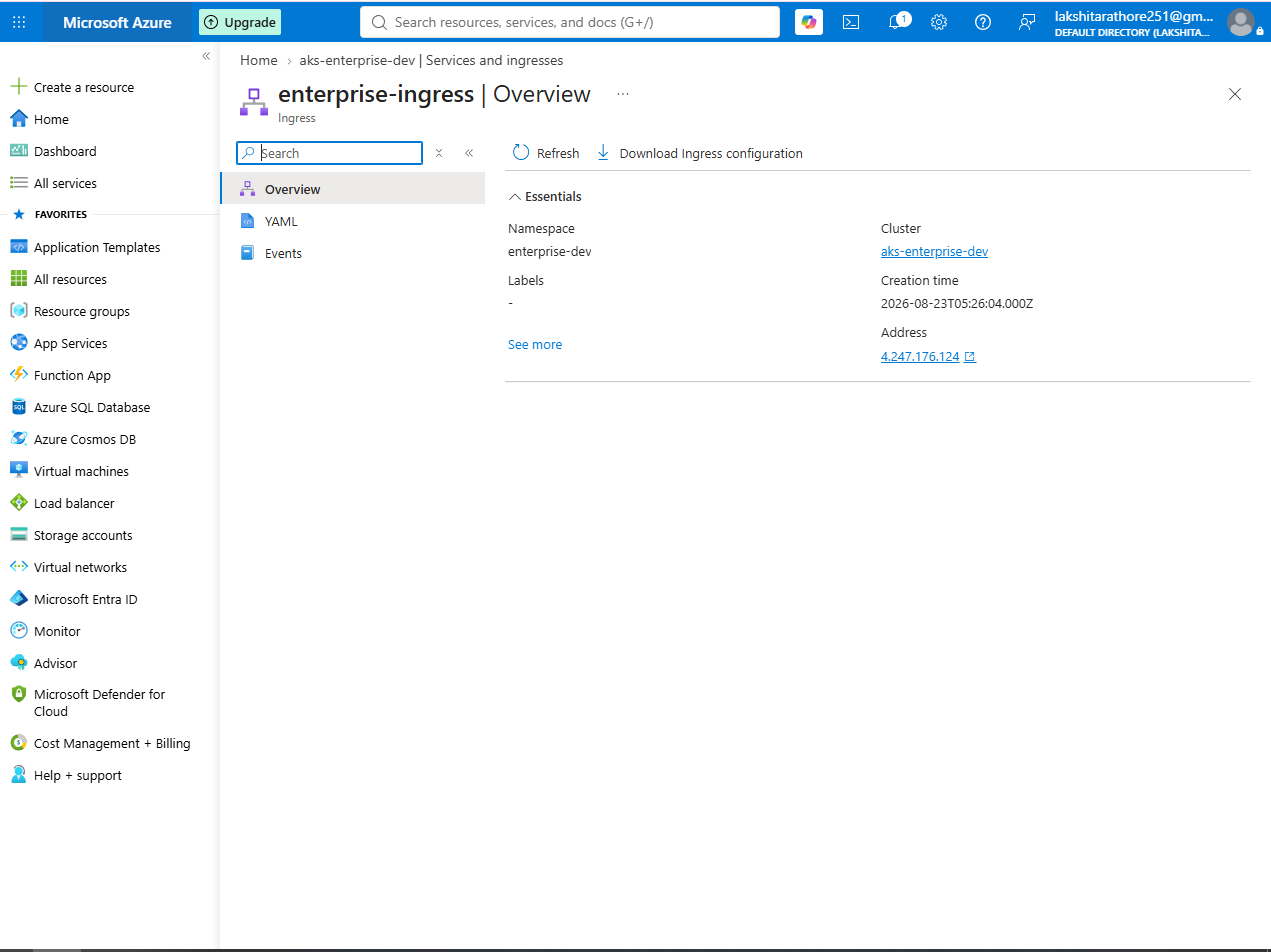 Microsoft Azure
Upgrade
Search resources, services, and docs (G+/)
1
lakshitarathore251@gm...
DEFAULT DIRECTORY (LAKSHITA...
Create a resource
Home
Dashboard
All services
FAVORITES
Application Templates
All resources
Resource groups
App Services
Function App
Azure SQL Database
Azure Cosmos DB
Virtual machines
Load balancer
Storage accounts
Virtual networks
Microsoft Entra ID
Monitor
Advisor
Microsoft Defender for
Cloud
Cost Management + Billing
Help + support
Home › aks-enterprise-dev | Services and ingresses
enterprise-ingress | Overview ...
Ingress
Search
Overview
YAML
Events
Refresh
Download Ingress configuration
Essentials
Namespace
enterprise-dev
Labels
-
See more
Cluster
aks-enterprise-dev
Creation time
2026-08-23T05:26:04.000Z
Address
4.247.176.124